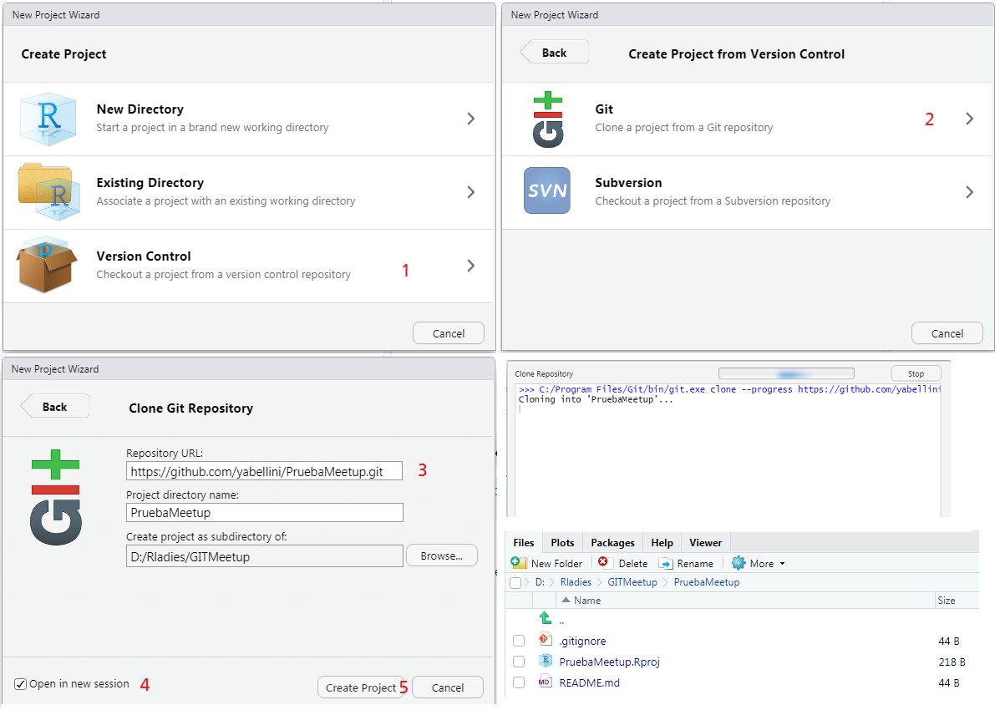 New Project Wizard
Create Project
R
New Directory
Start a project in a brand new working directory
R
Existing Directory
Associate a project with an existing working directory
R
Version Control
Checkout a project from a version control repository
1
Cancel
New Project Wizard
Back
Create Project from Version Control
Git
Clone a project from a Git repository
2
SVN
Subversion
Checkout a project from a Subversion repository
Cancel
New Project Wizard
Back
Clone Git Repository
Repository URL:
https://github.com/yabellini/PruebaMeetup.git
3
Project directory name:
PruebaMeetup
Create project as subdirectory of:
D:/Rladies/GITMeetup
Browse...
Open in new session
4
Create Project
5
Cancel
Clone Repository
Stop
>>> C:/Program Files/Git/bin/git.exe clone --progress https://github.com/yabellini
Cloning into 'PruebaMeetup'...
Files Plots Packages Help Viewer
New Folder Delete Rename More
D: Rladies GITMeetup PruebaMeetup
Name Size
..
.gitignore 44 B
R PruebaMeetup.Rproj 218 B
MD README.md 44 B